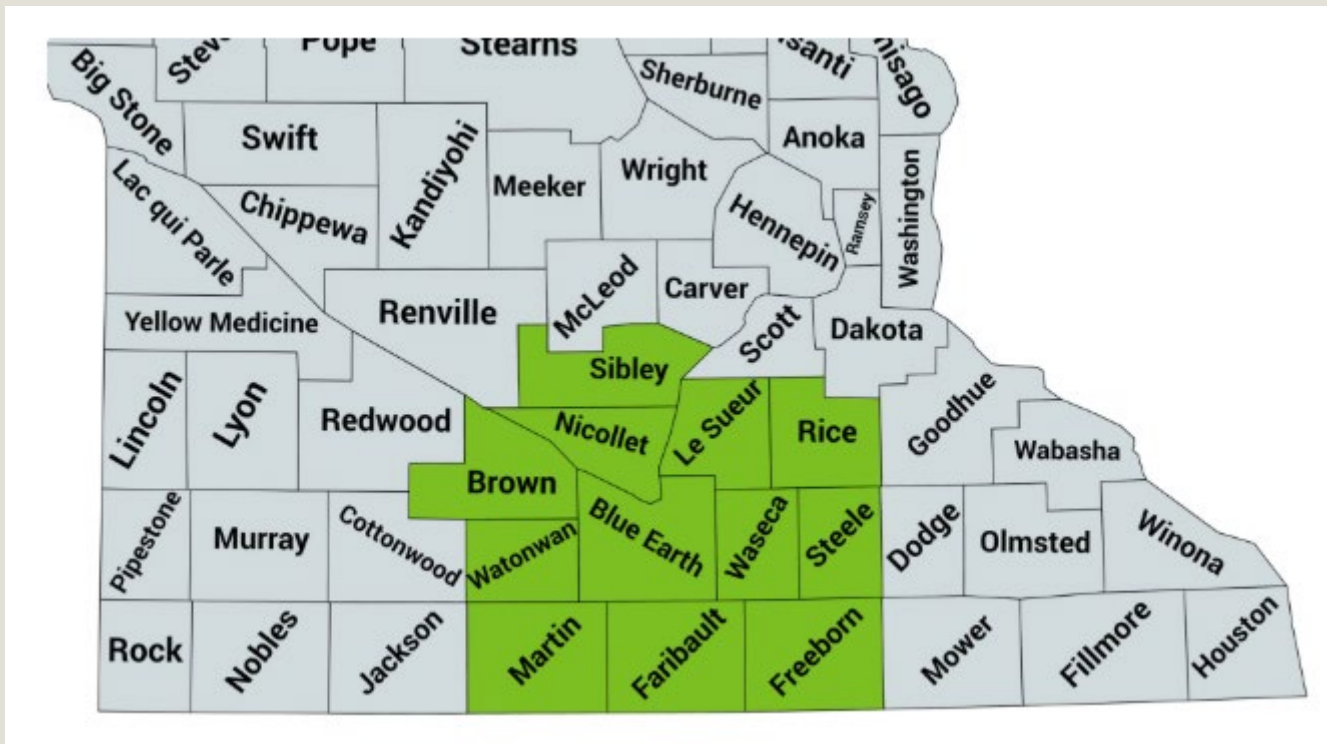 Pope
Stearns
Big Stone
Sherburne
Swift
Kandiyohi
Anoka
Meeker
Wright
Washington
Lac qui Parle
Chippewa
Hennepin
Ramsey
McLeod
Carver
Renville
Yellow Medicine
Scott
Dakota
Sibley
Lincoln
Lyon
Redwood
Nicollet
Le Sueur
Rice
Goodhue
Wabasha
Brown
Pipestone
Murray
Cottonwood
Watonwan
Blue Earth
Waseca
Steele
Dodge
Olmsted
Winona
Rock
Nobles
Jackson
Martin
Faribault
Freeborn
Mower
Fillmore
Houston